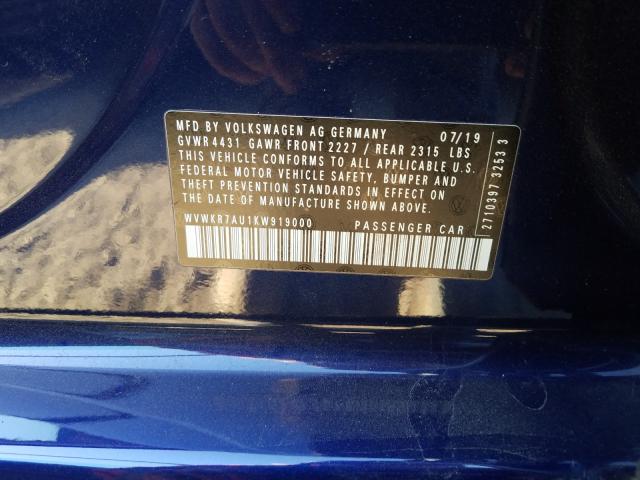 MFD BY VOLKSWAGEN AG GERMANY 07/19
GVWR 4431 GAWR FRONT 2227 / REAR 2315 LBS
THIS VEHICLE CONFORMS TO ALL APPLICABLE U.S.
FEDERAL MOTOR VEHICLE SAFETY, BUMPER AND
THEFT PREVENTION STANDARDS IN EFFECT ON
THE DATE OF MANUFACTURE SHOWN ABOVE.
WVWKR7AU1KW919000 PASSENGER CAR
2710397 3253 3